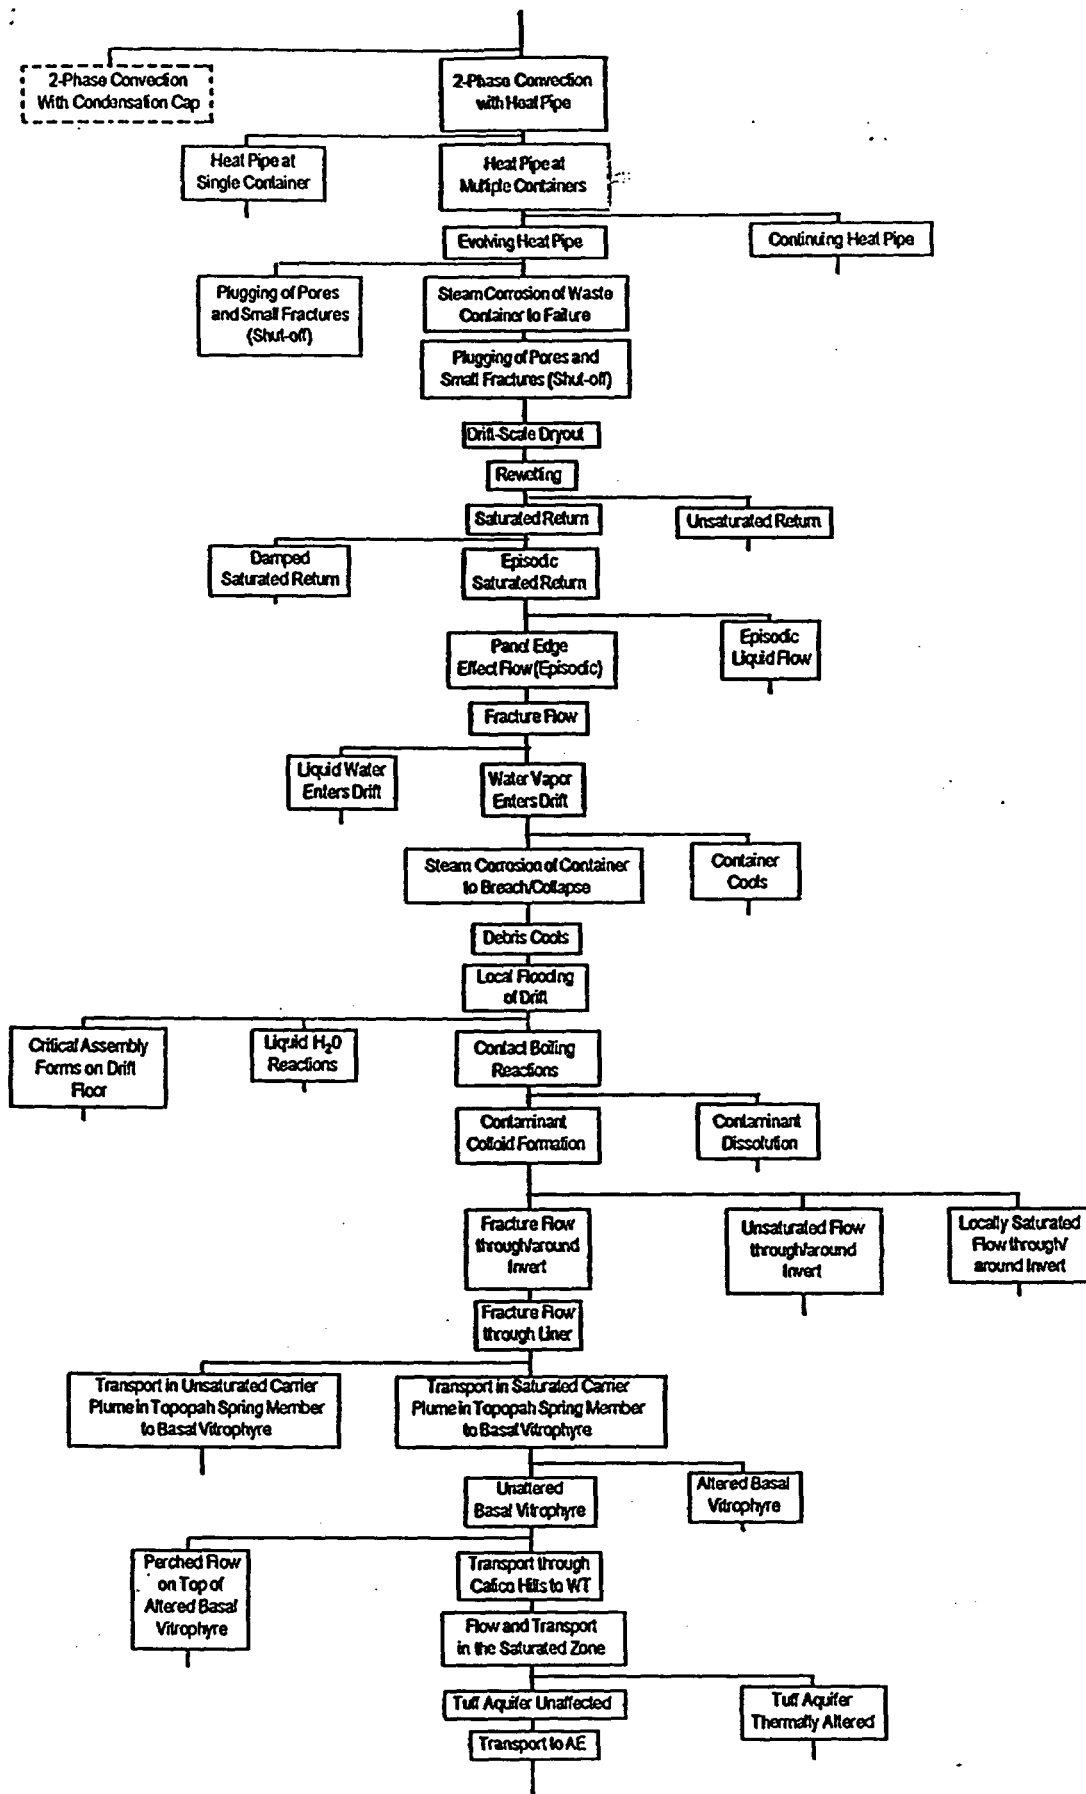 2-Phase Convection
With Condensation Cap
2-Phase Convection
with Heat Pipe
Heat Pipe at
Single Container
Heat Pipe at
Multiple Containers
Evolving Heat Pipe
Continuing Heat Pipe
Plugging of Pores
and Small Fractures
(Shut-off)
Steam Corrosion of Waste
Container to Failure
Plugging of Pores and
Small Fractures (Shut-off)
Drift-Scale Dryout
Rewetting
Saturated Return
Unsaturated Return
Damped
Saturated Return
Episodic
Saturated Return
Panel Edge
Effect Flow (Episodic)
Episodic
Liquid Flow
Fracture Flow
Liquid Water
Enters Drift
Water Vapor
Enters Drift
Steam Corrosion of Container
to Breach/Collapse
Container
Cools
Debris Cools
Local Flooding
of Drift
Critical Assembly
Forms on Drift
Floor
Liquid H₂0
Reactions
Contact Boiling
Reactions
Contaminant
Colloid Formation
Contaminant
Dissolution
Fracture Flow
through/around
Invert
Unsaturated Flow
through/around
Invert
Locally Saturated
Flow through/
around Invert
Fracture Flow
through Liner
Transport in Unsaturated Carrier
Plume in Topopah Spring Member
to Basal Vitrophyre
Transport in Saturated Carrier
Plume in Topopah Spring Member
to Basal Vitrophyre
Unaltered
Basal Vitrophyre
Altered Basal
Vitrophyre
Perched Flow
on Top of
Altered Basal
Vitrophyre
Transport through
Calico Hills to WT
Flow and Transport
in the Saturated Zone
Tuff Aquifer Unaffected
Tuff Aquifer
Thermally Altered
Transport to AE